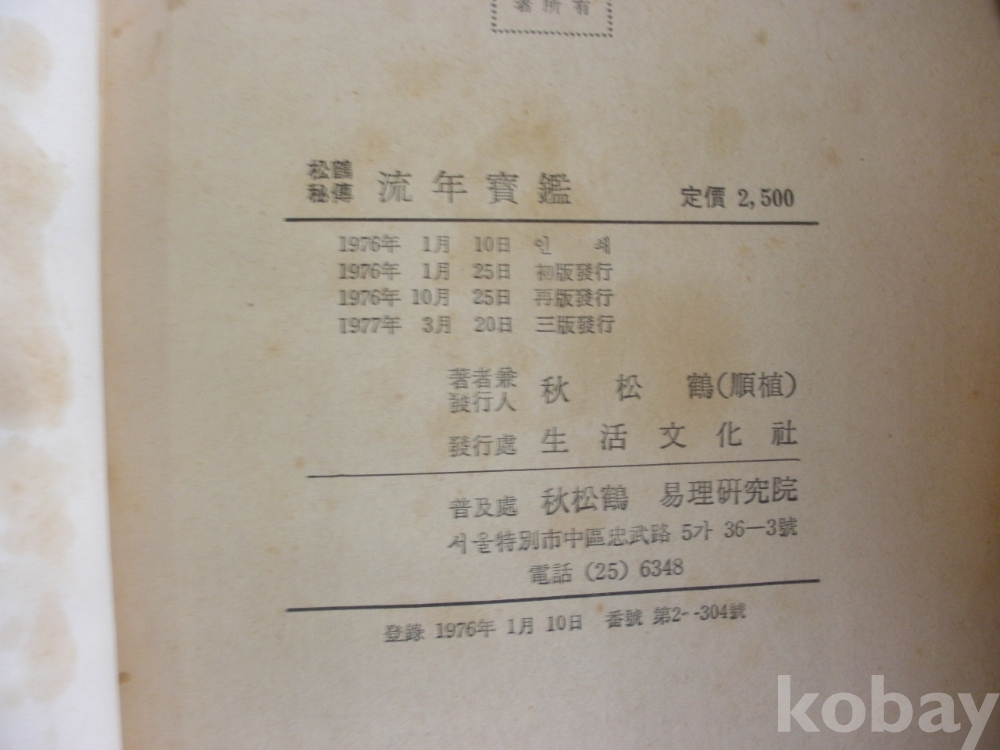 著所有
松鶴
秘傳 流年寶鑑 定價 2,500
1976年 1月 10日 인쇄
1976年 1月 25日 初版發行
1976年 10月 25日 再版發行
1977年 3月 20日 三版發行
著者兼
發行人 秋松鶴(順植)
發行處 生活文化社
普及處 秋松鶴 易理硏究院
서울特別市中區忠武路 5가 36—3號
電話 (25) 6348
登錄 1976年 1月 10日 番號 第2--304號
kobay